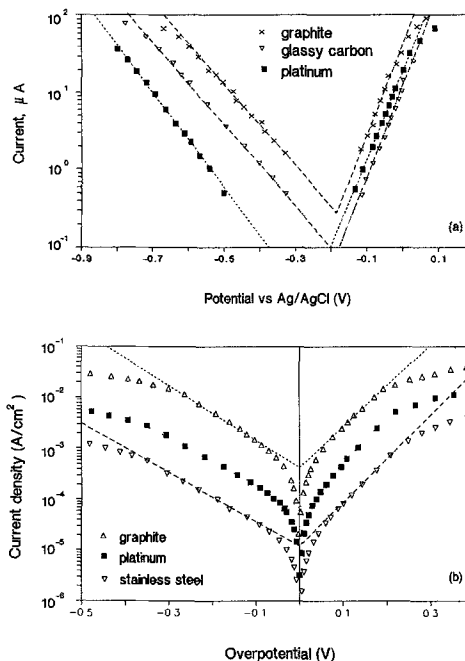 10²
10¹
10⁰
10⁻¹
Current, μA
× graphite
▽ glassy carbon
■ platinum
(a)
-0.9 -0.7 -0.5 -0.3 -0.1 0.1
Potential vs Ag/AgCl (V)
10⁻¹
10⁻²
10⁻³
10⁻⁴
10⁻⁵
10⁻⁶
Current density (A/cm²)
△ graphite
■ platinum
▽ stainless steel
(b)
-0.5 -0.3 -0.1 0.1 0.3
Overpotential (V)